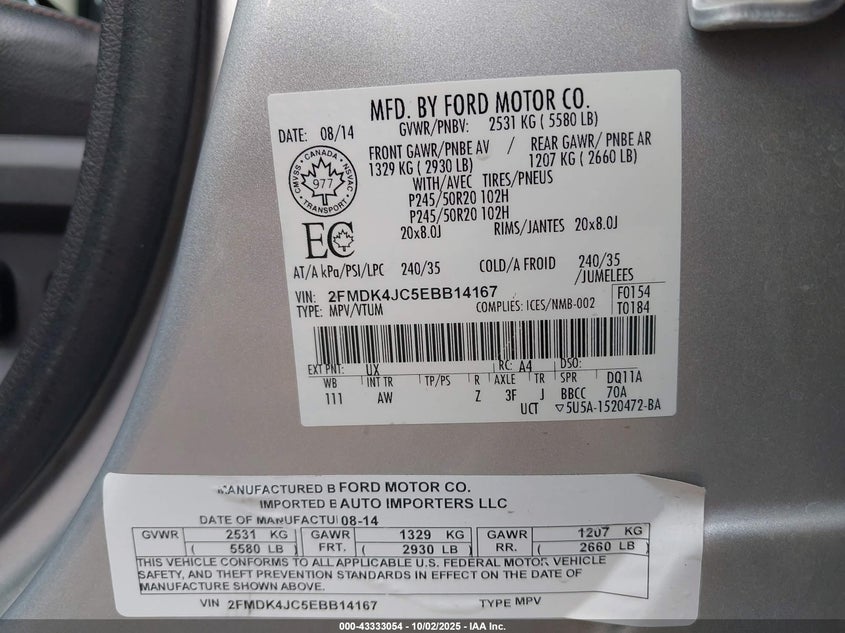 MFD. BY FORD MOTOR CO.
DATE: 08/14
GVWR/PNBV: 2531 KG ( 5580 LB)
FRONT GAWR/PNBE AV / REAR GAWR/ PNBE AR
1329 KG ( 2930 LB) 1207 KG ( 2660 LB)
WITH/AVEC TIRES/PNEUS
P245/50R20 102H
P245/50R20 102H
20x8.0J RIMS/JANTES 20x8.0J
CANADA
CMVSS 977 NSVAC
TRANSPORT
EC
AT/A kPa/PSI/LPC 240/35 COLD/A FROID 240/35
/JUMELEES
VIN: 2FMDK4JC5EBB14167 F0154
TYPE: MPV/VTUM COMPLIES: ICES/NMB-002 T0184
EXT PNT: UX RC: A4 DSO:
WB INT TR TP/PS R AXLE TR SPR DQ11A
111 AW Z 3F J BBCC 70A
UCT ▽5U5A-1520472-BA
MANUFACTURED B FORD MOTOR CO.
IMPORTED B AUTO IMPORTERS LLC
DATE OF MANUFACTU 08-14
GVWR 2531 KG GAWR 1329 KG GAWR 1207 KG
( 5580 LB ) FRT. ( 2930 LB ) RR. ( 2660 LB )
THIS VEHICLE CONFORMS TO ALL APPLICABLE U.S. FEDERAL MOTOR VEHICLE
SAFETY, AND THEFT PREVENTION STANDARDS IN EFFECT ON THE DATE OF
MANUFACTURE SHOWN ABOVE.
VIN 2FMDK4JC5EBB14167 TYPE MPV
000-43333054 - 10/02/2025 - IAA Inc.